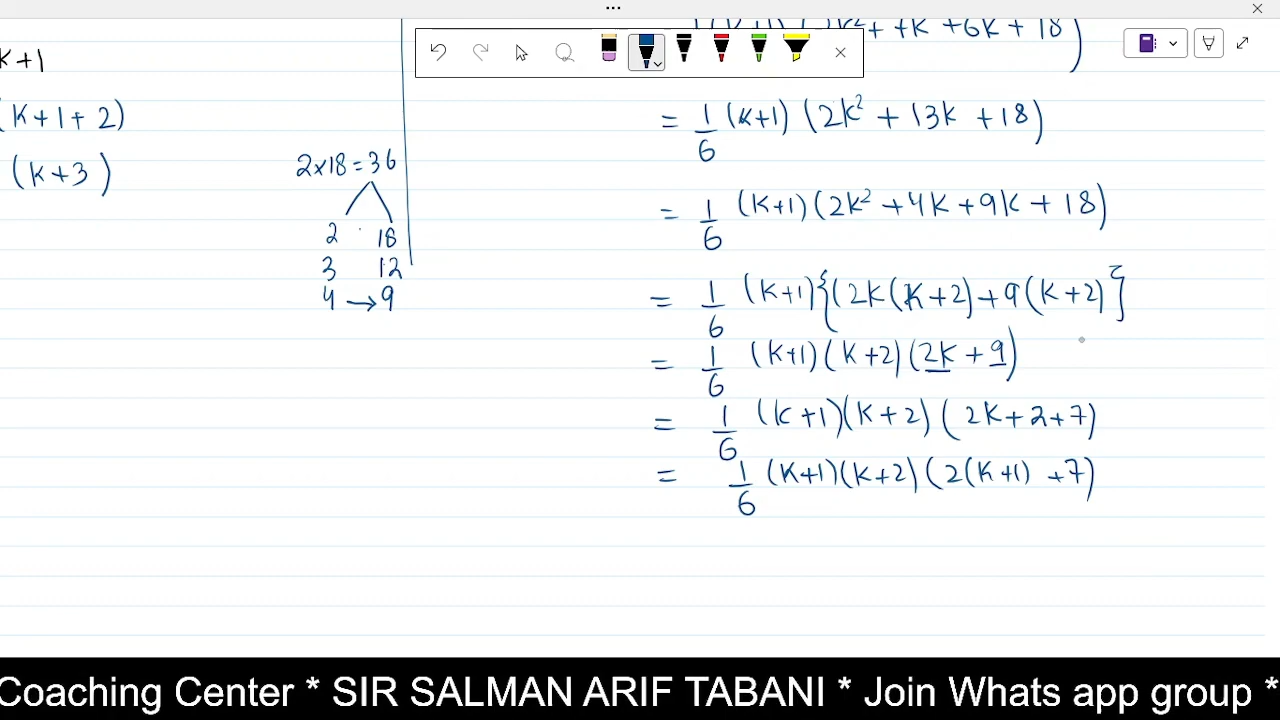 K+1
(K+1+2)
(K+3)
2×18=36
2 18
3 12
4 → 9
+6K+18)
= 1/6 (K+1) (2K² + 13K + 18)
= 1/6 (K+1)(2K² + 4K + 9K + 18)
= 1/6 (K+1){(2K(K+2)+9(K+2)}
= 1/6 (K+1)(K+2)(2K + 9)
= 1/6 (K+1)(K+2)(2K+2+7)
= 1/6 (K+1)(K+2)(2(K+1) +7)
Coaching Center * SIR SALMAN ARIF TABANI * Join Whats app group *